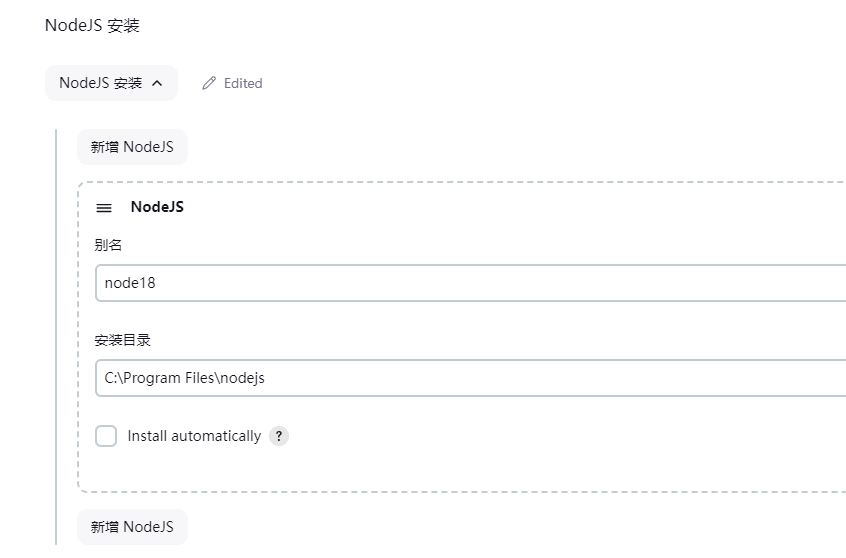 NodeJS 安装
NodeJS 安装 Edited
新增 NodeJS
NodeJS
别名
node18
安装目录
C:\Program Files\nodejs
Install automatically ?
新增 NodeJS